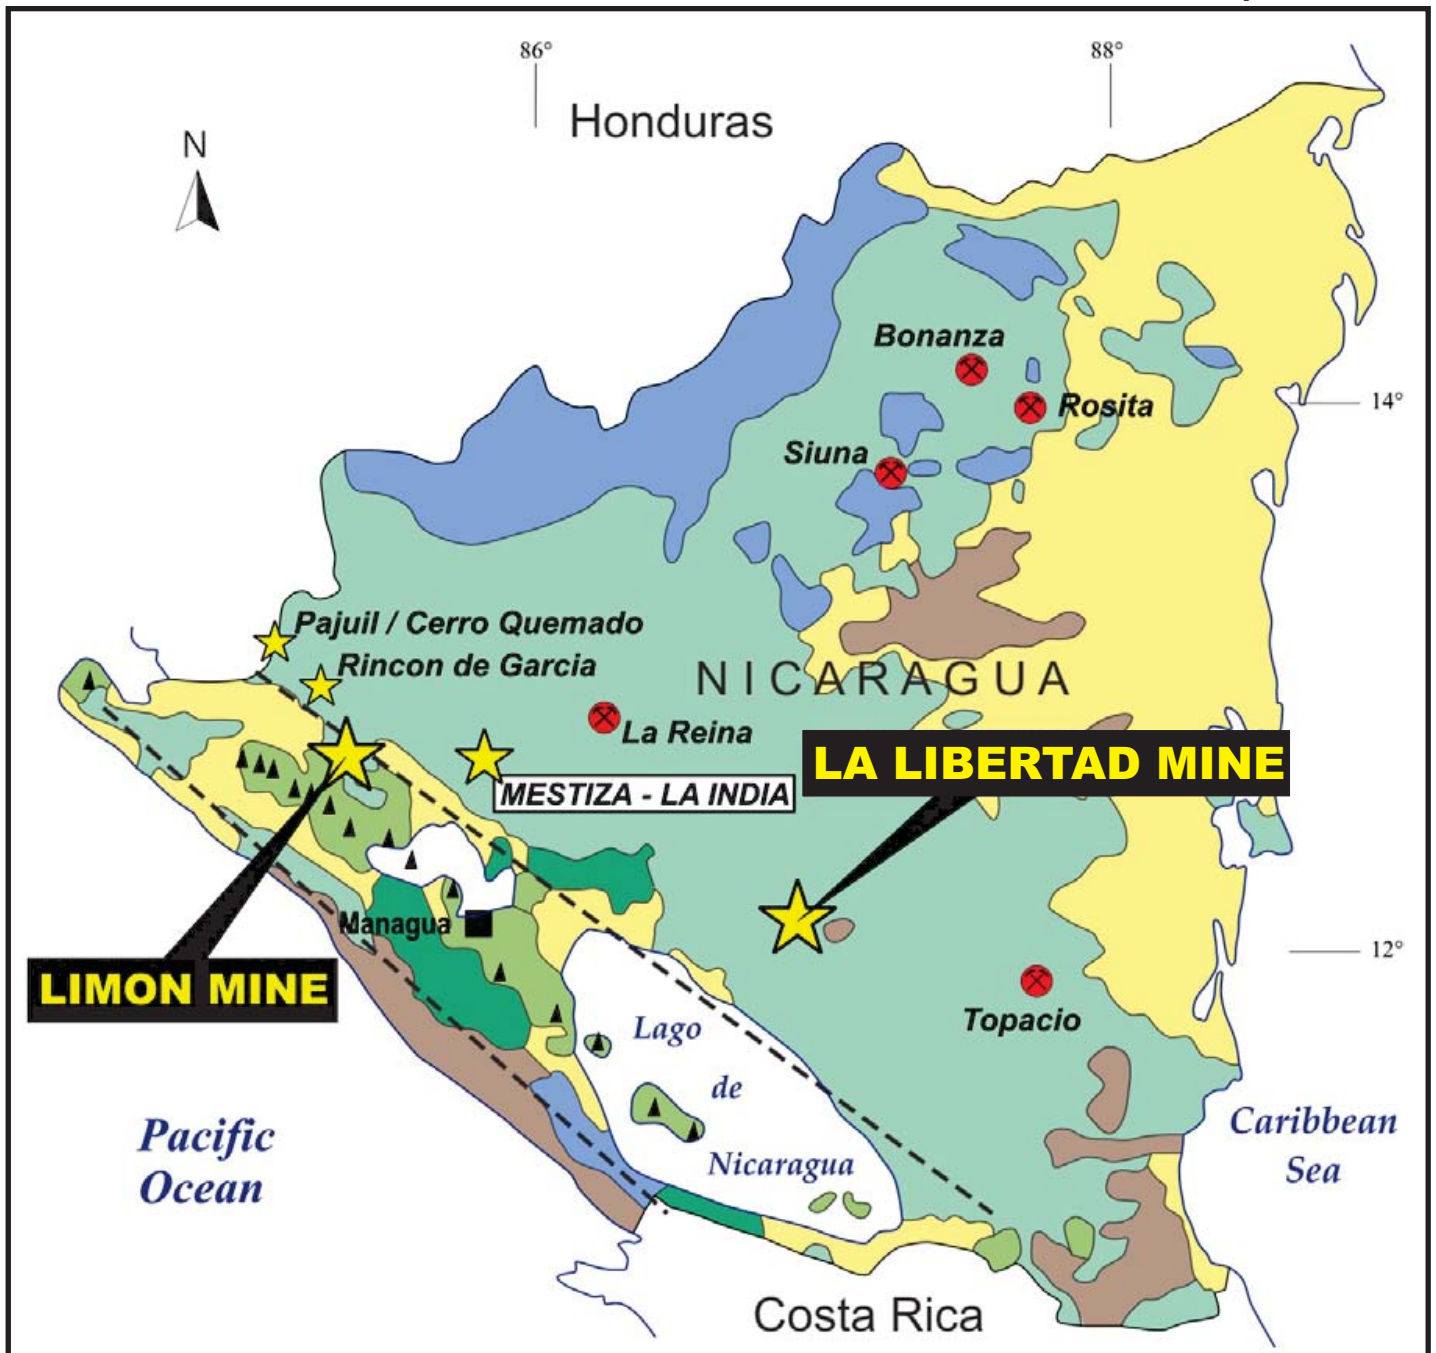 86°
88°
Honduras
N
Bonanza
Rosita
14°
Siuna
Pajuil / Cerro Quemado
Rincon de Garcia
NICARAGUA
La Reina
LA LIBERTAD MINE
MESTIZA - LA INDIA
Managua
12°
LIMON MINE
Topacio
Lago
de
Nicaragua
Pacific
Ocean
Caribbean
Sea
Costa Rica